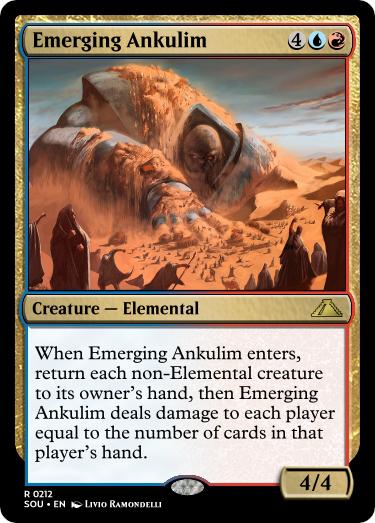 Emerging Ankulim 4
Creature — Elemental
When Emerging Ankulim enters,
return each non-Elemental creature
to its owner's hand, then Emerging
Ankulim deals damage to each player
equal to the number of cards in that
player's hand.
4/4
R 0212
SOU • EN Livio Ramondelli